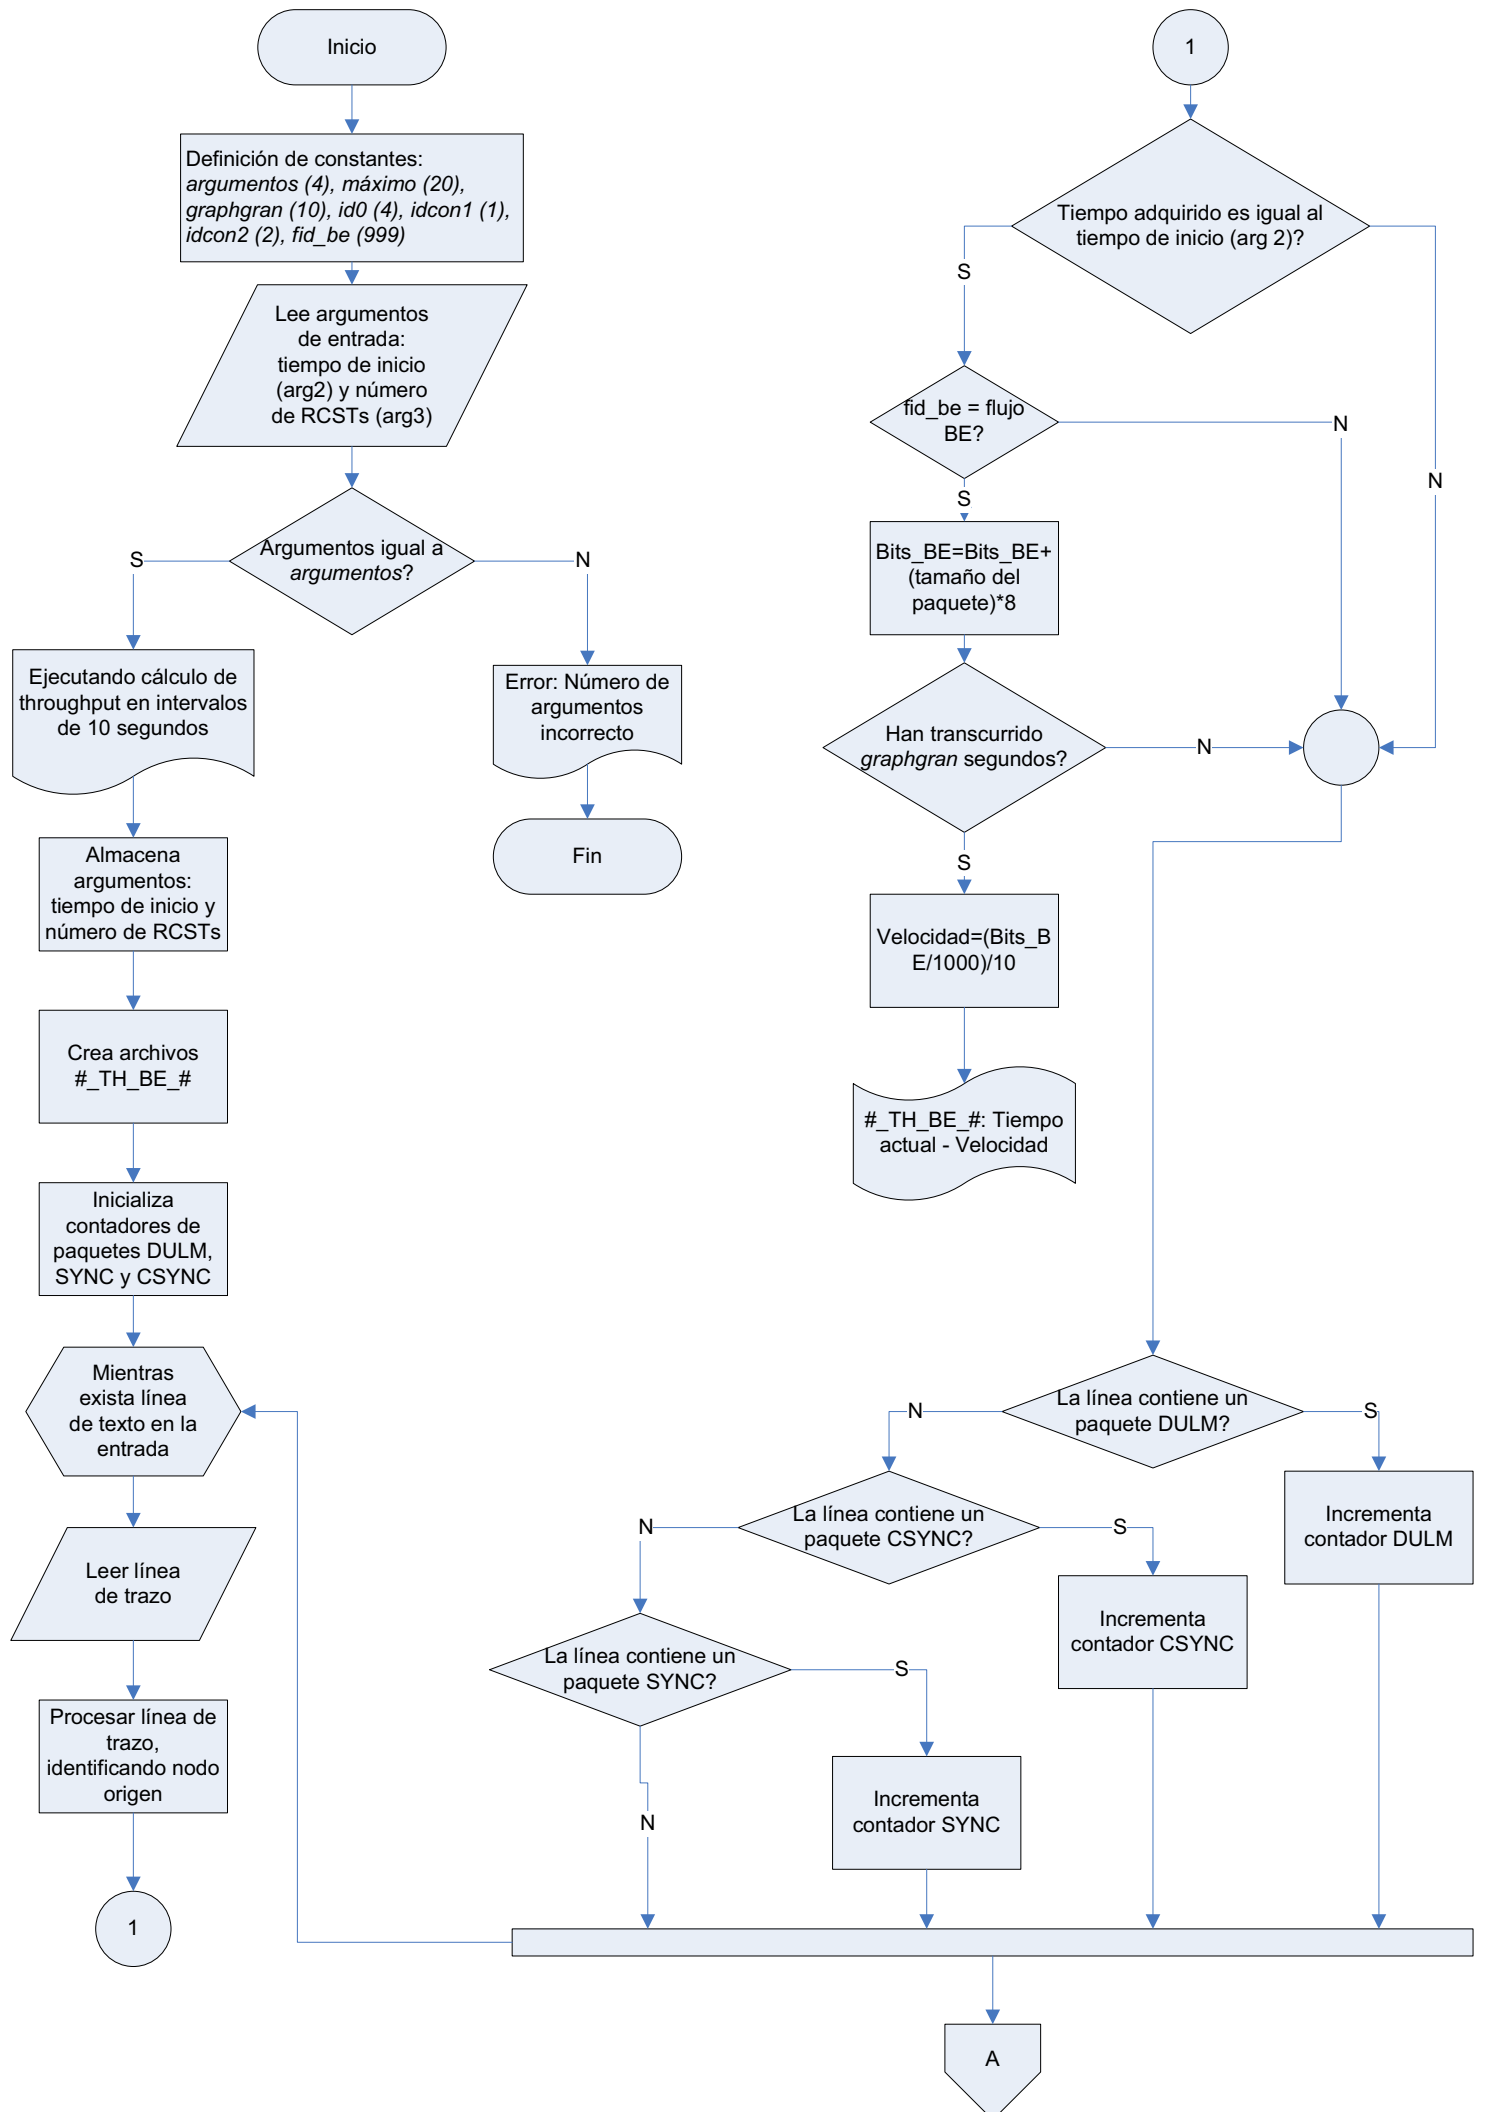 Inicio
Definición de constantes:
argumentos (4), máximo (20),
graphgran (10), id0 (4), idcon1 (1),
idcon2 (2), fid_be (999)
Lee argumentos
de entrada:
tiempo de inicio
(arg2) y número
de RCSTs (arg3)
Argumentos igual a
argumentos?
S
N
Ejecutando cálculo de
throughput en intervalos
de 10 segundos
Error: Número de
argumentos
incorrecto
Fin
Almacena
argumentos:
tiempo de inicio y
número de RCSTs
Crea archivos
#_TH_BE_#
Inicializa
contadores de
paquetes DULM,
SYNC y CSYNC
Mientras
exista línea
de texto en la
entrada
Leer línea
de trazo
Procesar línea de
trazo,
identificando nodo
origen
1
1
Tiempo adquirido es igual al
tiempo de inicio (arg 2)?
S
N
fid_be = flujo
BE?
N
S
Bits_BE=Bits_BE+
(tamaño del
paquete)*8
Han transcurrido
graphgran segundos?
N
S
Velocidad=(Bits_B
E/1000)/10
#_TH_BE_#: Tiempo
actual - Velocidad
La línea contiene un
paquete DULM?
N
S
Incrementa
contador DULM
La línea contiene un
paquete CSYNC?
N
S
Incrementa
contador CSYNC
La línea contiene un
paquete SYNC?
S
N
Incrementa
contador SYNC
A